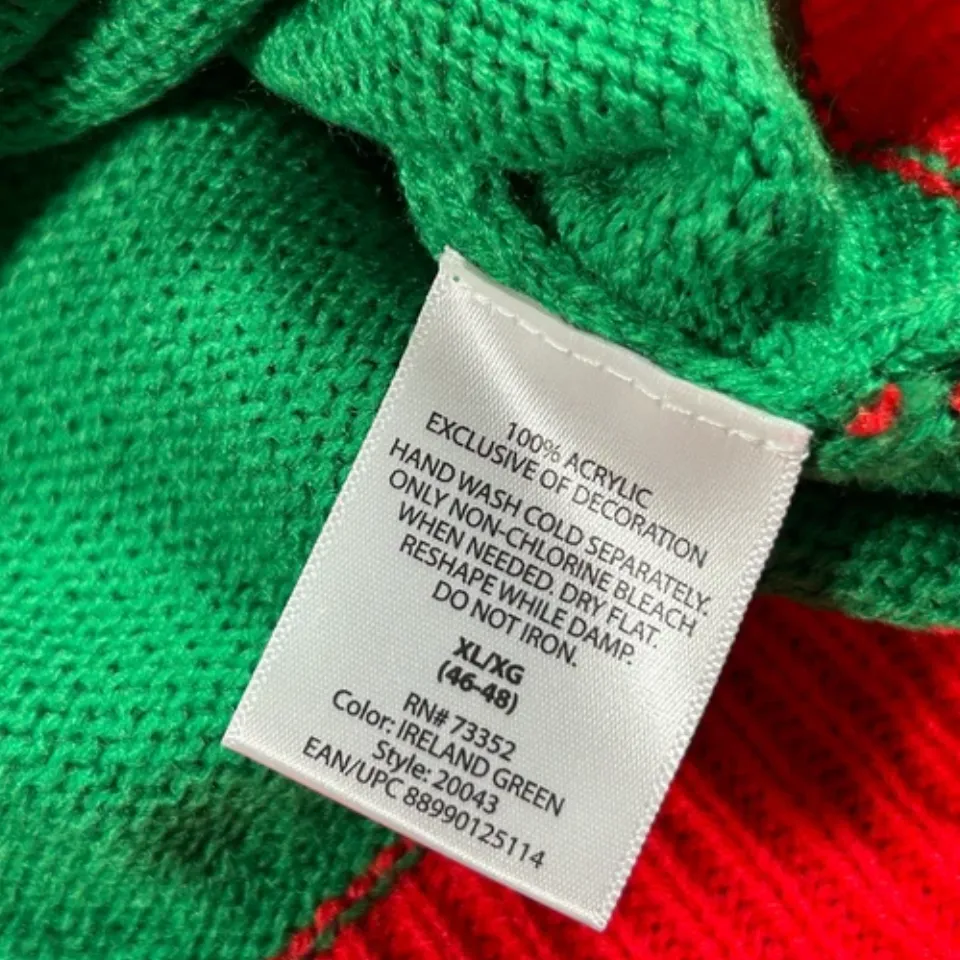 100% ACRYLIC
EXCLUSIVE OF DECORATION
HAND WASH COLD SEPARATELY.
ONLY NON-CHLORINE BLEACH
WHEN NEEDED. DRY FLAT.
RESHAPE WHILE DAMP.
DO NOT IRON.
XL/XG
(46-48)
RN# 73352
Color: IRELAND GREEN
Style: 20043
EAN/UPC 88990125114